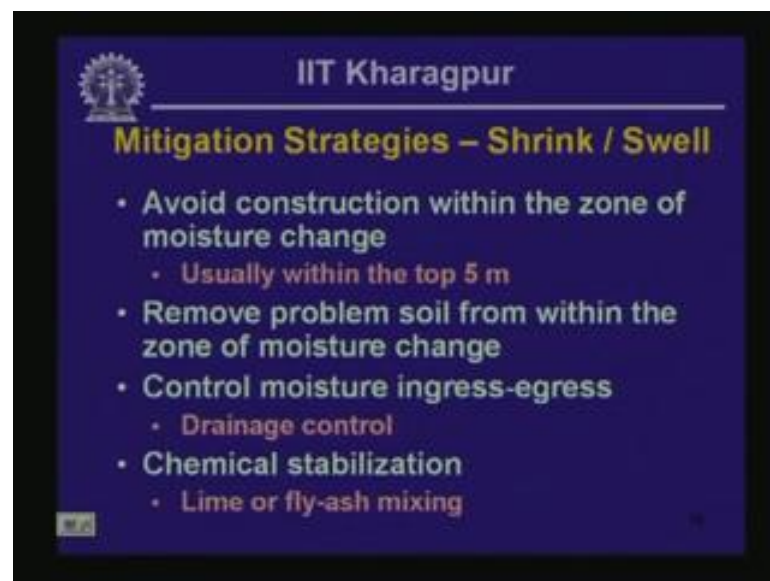 IIT Kharagpur
Mitigation Strategies – Shrink / Swell
• Avoid construction within the zone of
moisture change
• Usually within the top 5 m
• Remove problem soil from within the
zone of moisture change
• Control moisture ingress-egress
• Drainage control
• Chemical stabilization
• Lime or fly-ash mixing